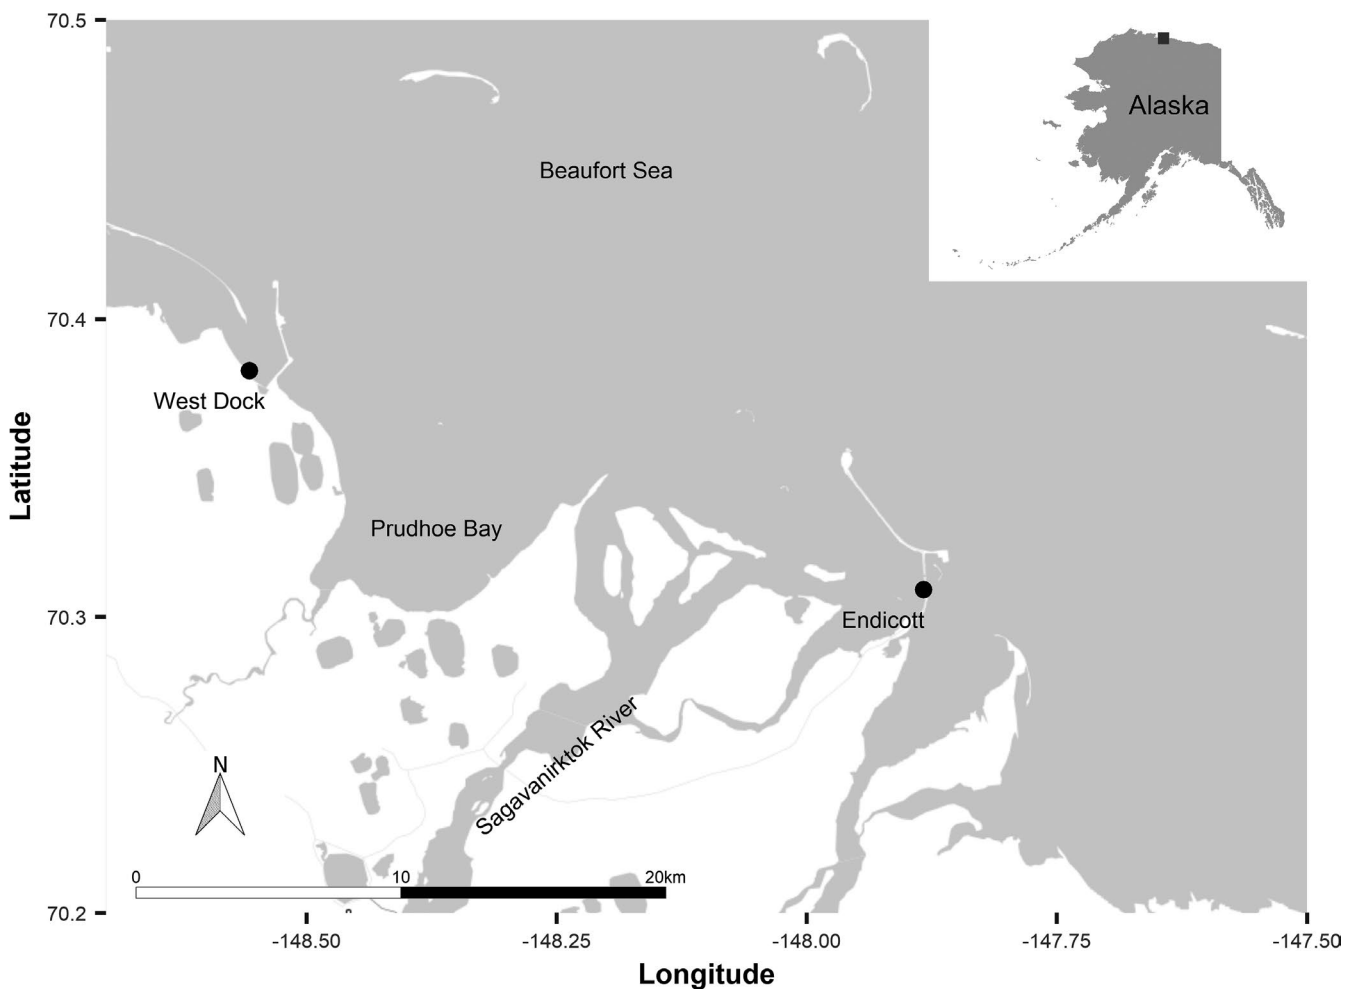 70.5
Alaska
Beaufort Sea
70.4
West Dock
Latitude
Prudhoe Bay
70.3
Endicott
Sagavanirktok River
N
0 10 20km
70.2
-148.50 -148.25 -148.00 -147.75 -147.50
Longitude